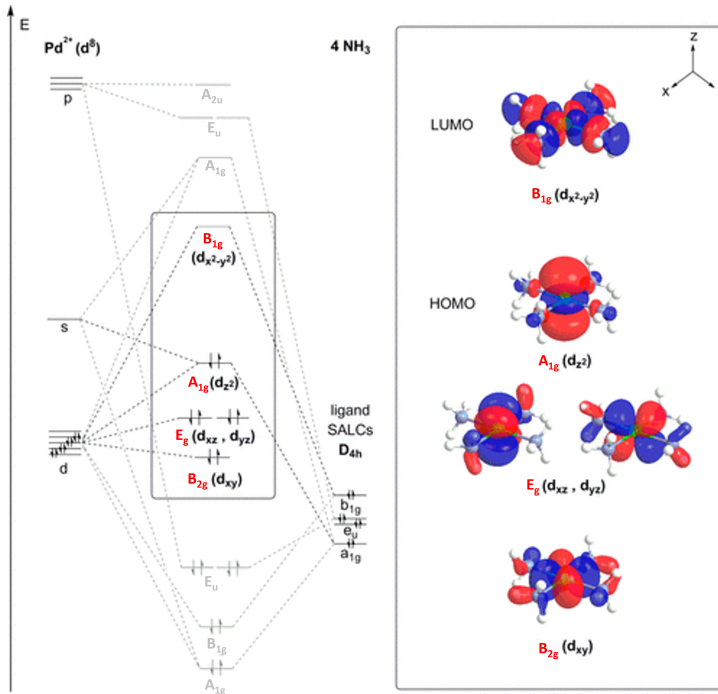 E
Pd²⁺ (d⁸)
4 NH₃
p
A₂ᵤ
Eᵤ
A₁g
B₁g
(dx²-y²)
s
A₁g(dz²)
Eg (dxz , dyz)
d
B₂g (dxy)
ligand
SALCs
D₄h
b₁g
eᵤ
a₁g
Eᵤ
B₁g
A₁g
z
x
LUMO
B₁g (dx²-y²)
HOMO
A₁g (dz²)
Eg (dxz , dyz)
B₂g (dxy)